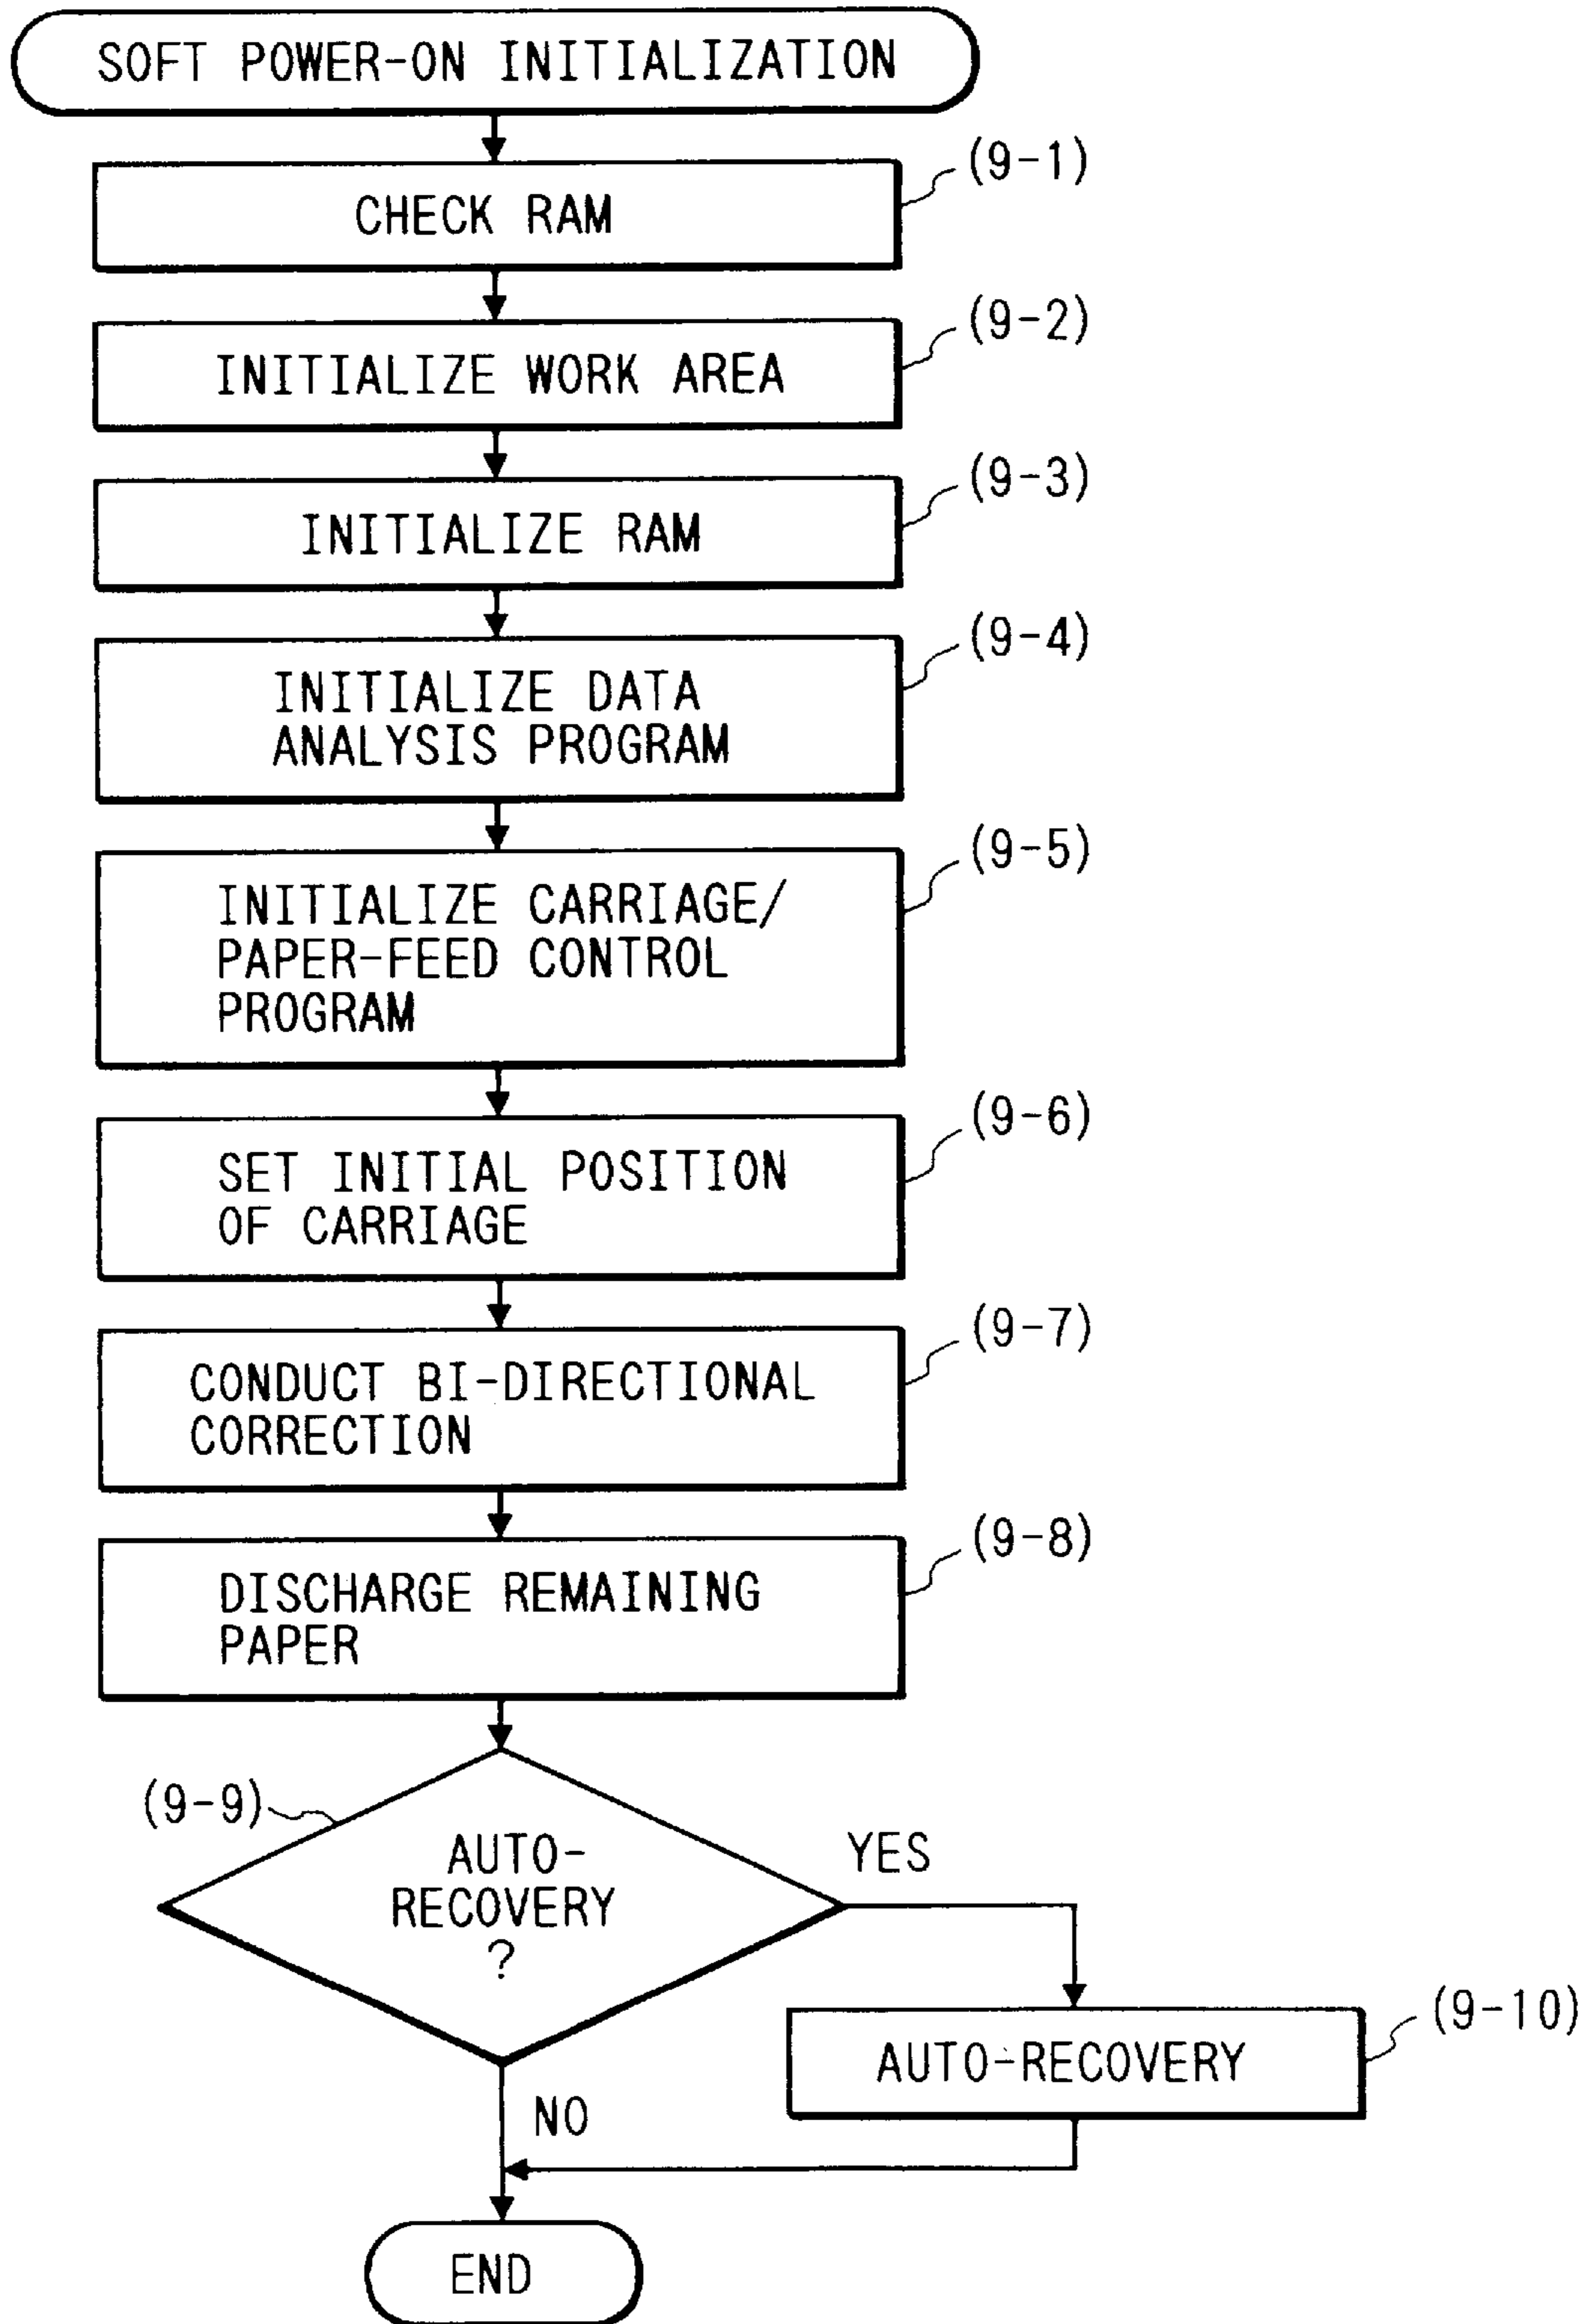 SOFT POWER-ON INITIALIZATION
(9-1)
CHECK RAM
(9-2)
INITIALIZE WORK AREA
(9-3)
INITIALIZE RAM
(9-4)
INITIALIZE DATA
ANALYSIS PROGRAM
(9-5)
INITIALIZE CARRIAGE/
PAPER-FEED CONTROL
PROGRAM
(9-6)
SET INITIAL POSITION
OF CARRIAGE
(9-7)
CONDUCT BI-DIRECTIONAL
CORRECTION
(9-8)
DISCHARGE REMAINING
PAPER
(9-9)
AUTO-
RECOVERY
?
YES
(9-10)
AUTO-RECOVERY
NO
END